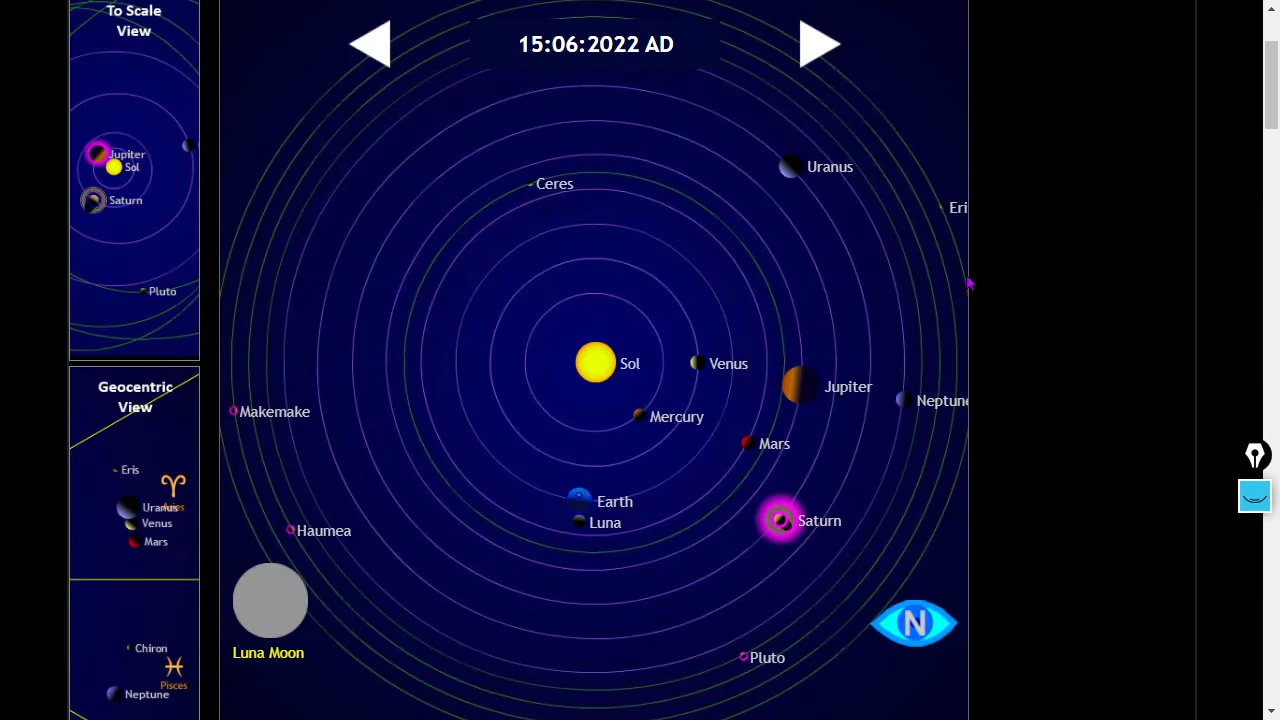 To Scale
View
Jupiter
Sol
Saturn
Pluto
Geocentric
View
Eris
Uranus
Aries
Venus
Mars
Chiron
Pisces
Neptune
15:06:2022 AD
Uranus
Ceres
Eri
Sol
Venus
Jupiter
Neptune
Mercury
Makemake
Mars
Earth
Luna
Saturn
Haumea
N
Luna Moon
Pluto